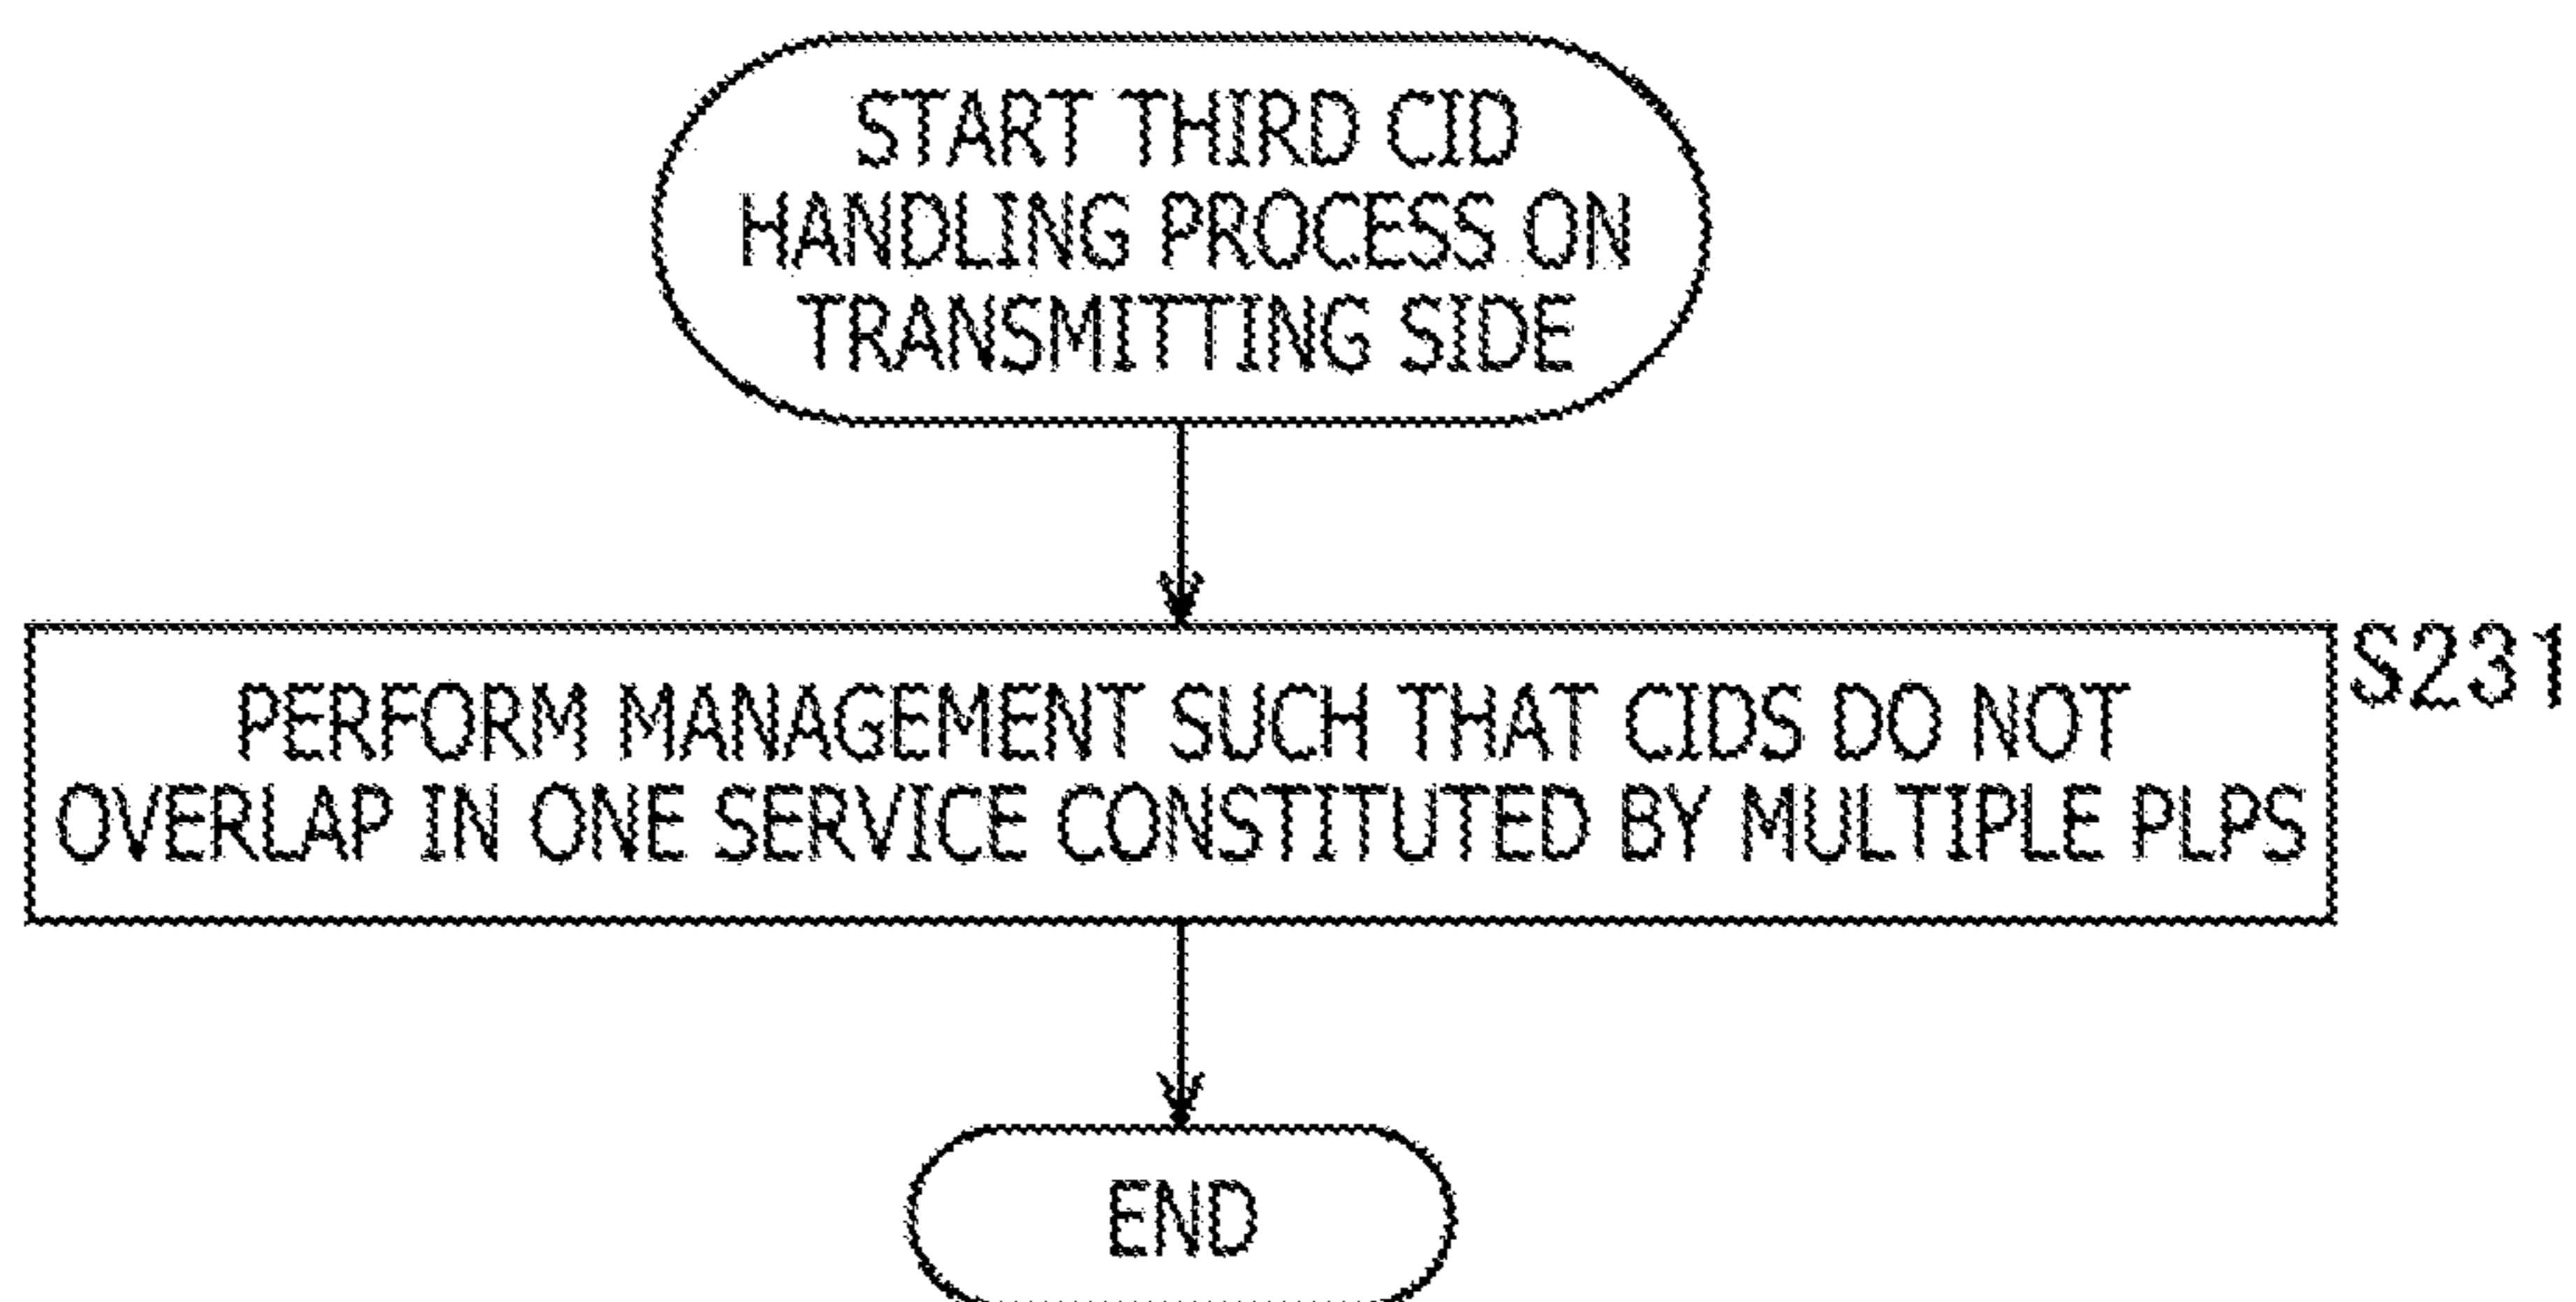 START THIRD CID
HANDLING PROCESS ON
TRANSMITTING SIDE
S231
PERFORM MANAGEMENT SUCH THAT CIDS DO NOT
OVERLAP IN ONE SERVICE CONSTITUTED BY MULTIPLE PLPS
END